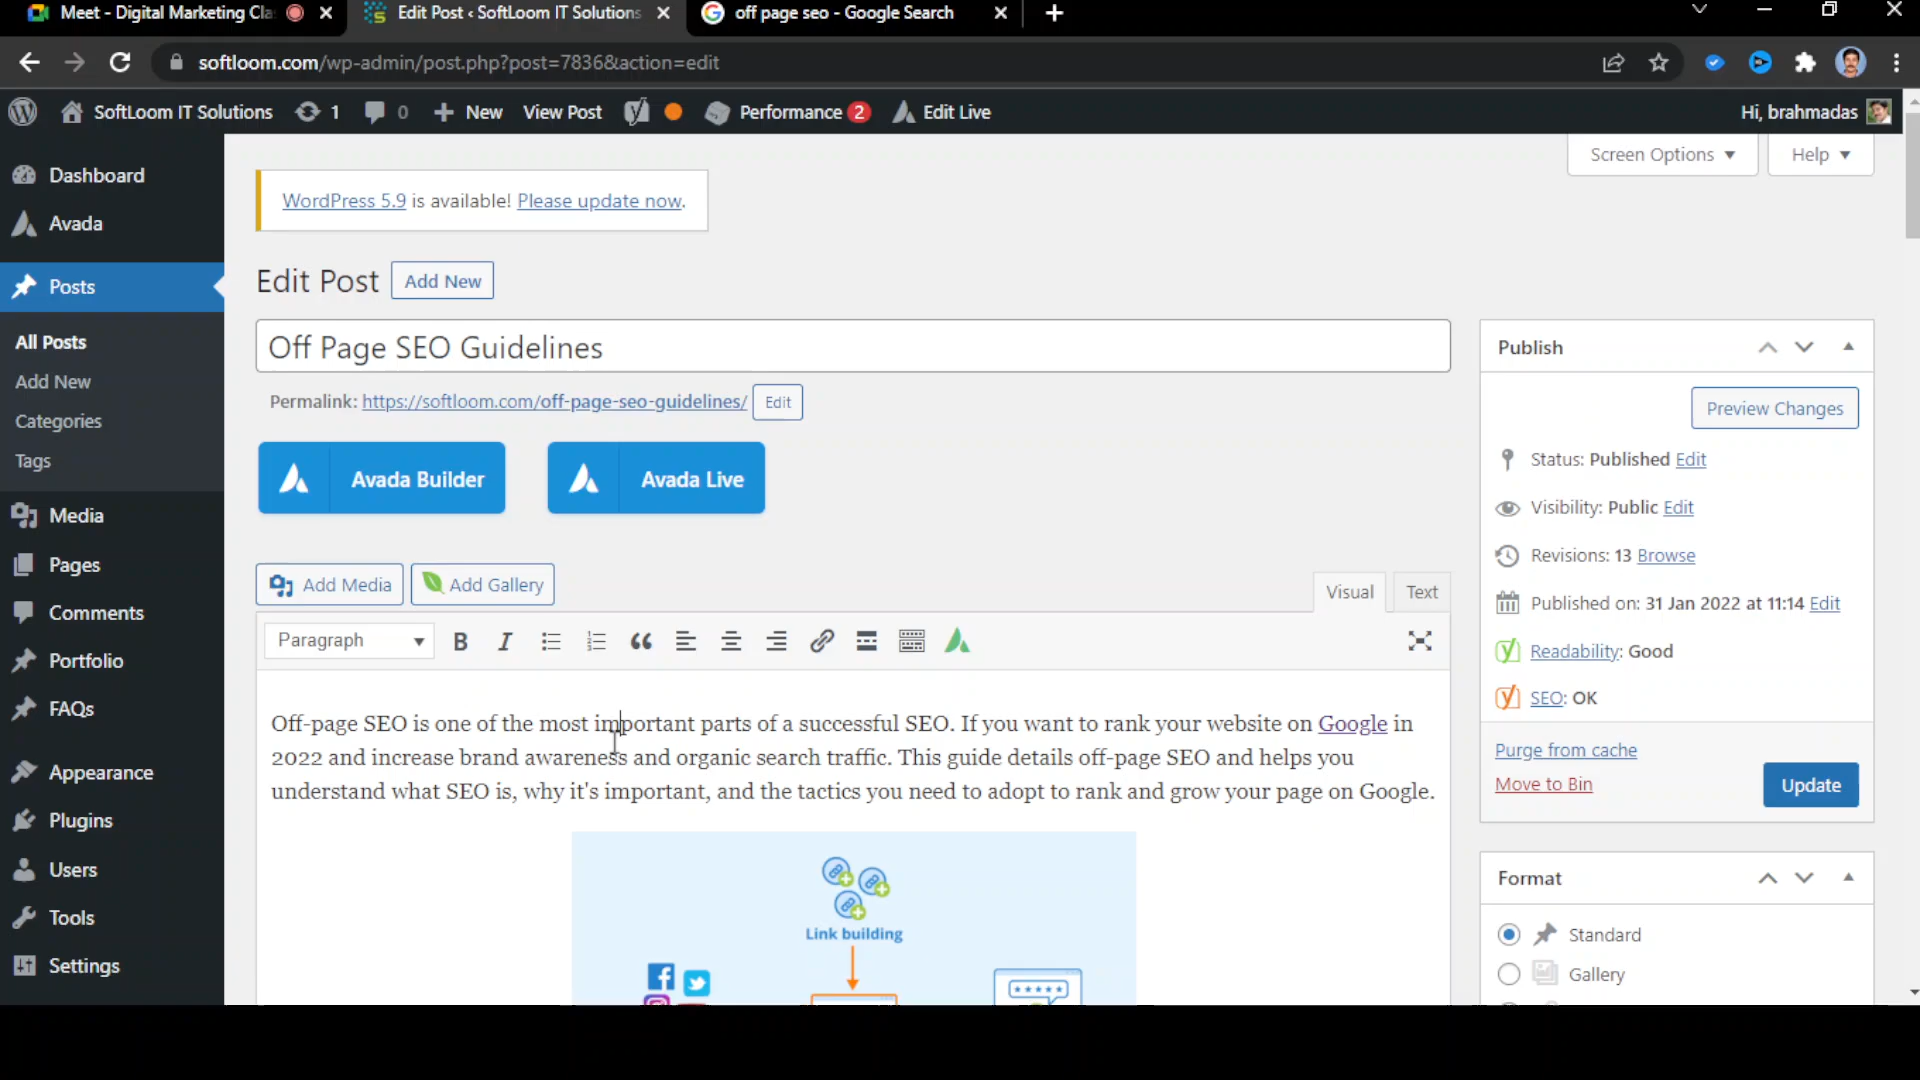 Meet - Digital Marketing Cla
Edit Post ‹ SoftLoom IT Solutions
off page seo - Google Search
softloom.com/wp-admin/post.php?post=7836&action=edit
SoftLoom IT Solutions
1
0
New
View Post
Performance 2
Edit Live
Hi, brahmadas
Screen Options
Help
Dashboard
Avada
Posts
All Posts
Add New
Categories
Tags
Media
Pages
Comments
Portfolio
FAQs
Appearance
Plugins
Users
Tools
Settings
WordPress 5.9 is available! Please update now.
Edit Post
Add New
Off Page SEO Guidelines
Permalink: https://softloom.com/off-page-seo-guidelines/
Edit
Avada Builder
Avada Live
Add Media
Add Gallery
Visual
Text
Paragraph
B
I
Off-page SEO is one of the most important parts of a successful SEO. If you want to rank your website on Google in
2022 and increase brand awareness and organic search traffic. This guide details off-page SEO and helps you
understand what SEO is, why it's important, and the tactics you need to adopt to rank and grow your page on Google.
Link building
Publish
Preview Changes
Status: Published Edit
Visibility: Public Edit
Revisions: 13 Browse
Published on: 31 Jan 2022 at 11:14 Edit
Readability: Good
SEO: OK
Purge from cache
Move to Bin
Update
Format
Standard
Gallery